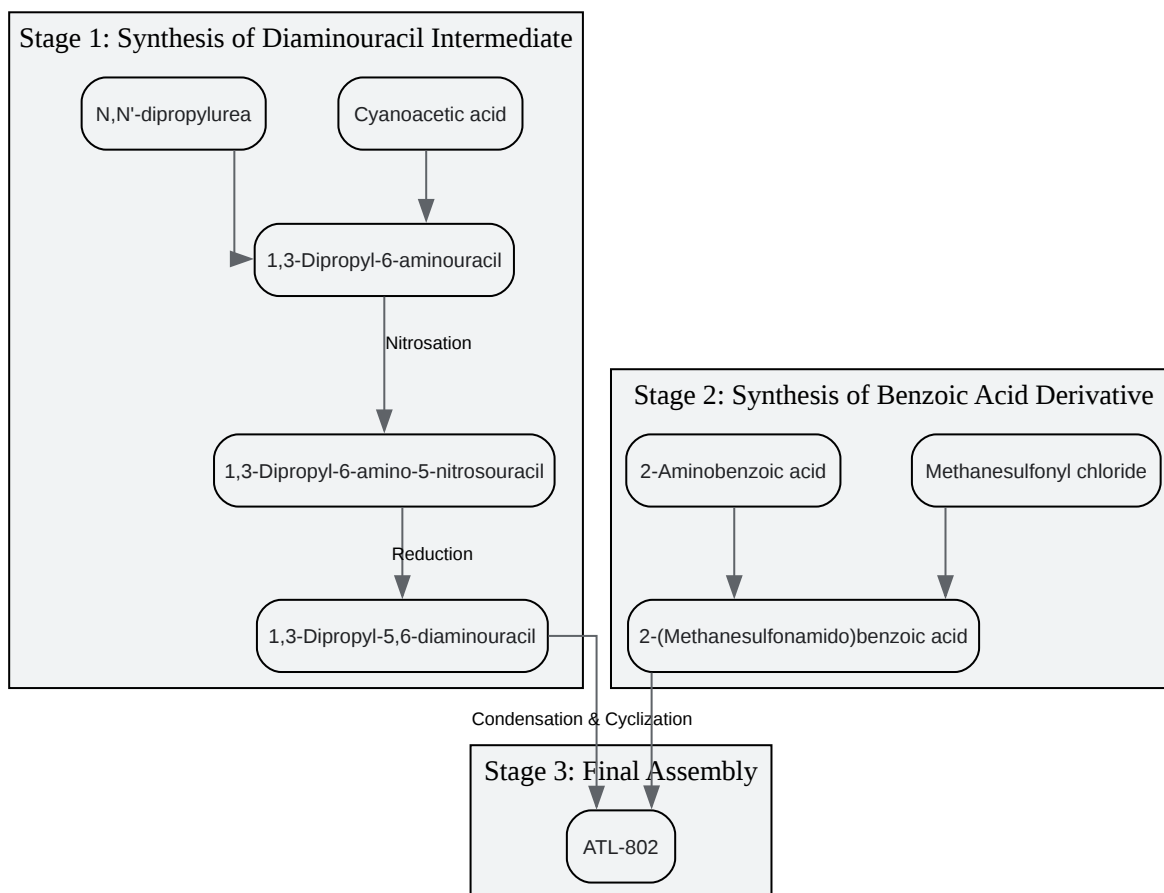 Stage 1: Synthesis of Diaminouracil Intermediate
N,N'-dipropylurea
Cyanoacetic acid
1,3-Dipropyl-6-aminouracil
Nitrosation
1,3-Dipropyl-6-amino-5-nitrosouracil
Reduction
1,3-Dipropyl-5,6-diaminouracil
Stage 2: Synthesis of Benzoic Acid Derivative
2-Aminobenzoic acid
Methanesulfonyl chloride
2-(Methanesulfonamido)benzoic acid
Condensation & Cyclization
Stage 3: Final Assembly
ATL-802